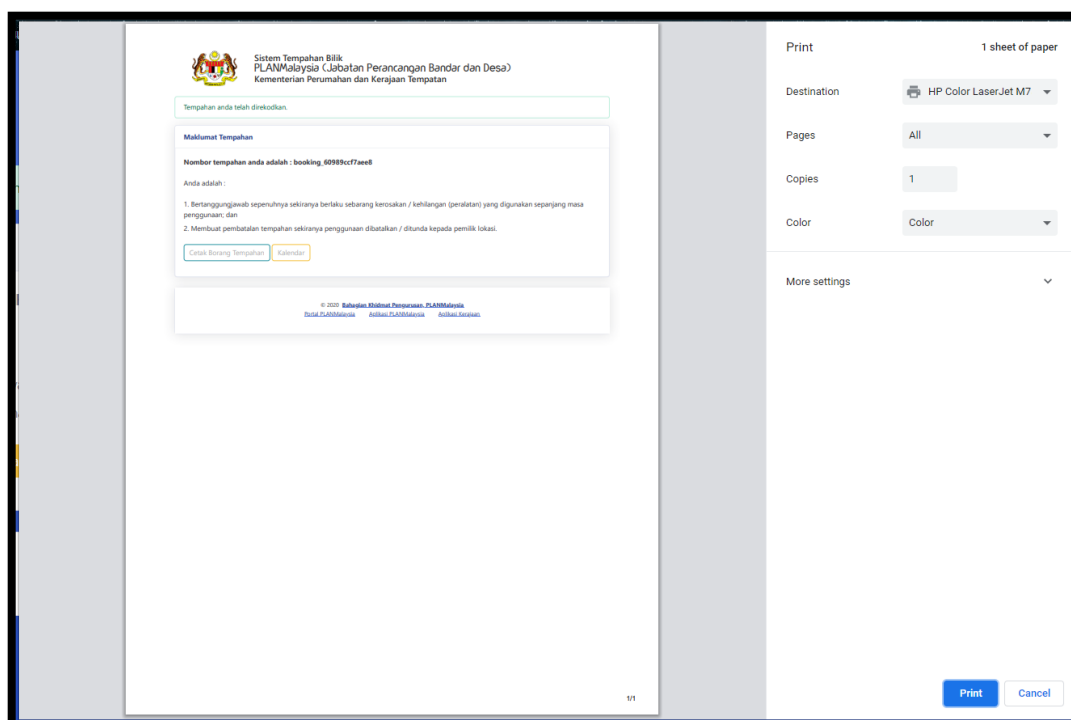 Sistem Tempahan Bilik
PLANMalaysia (Jabatan Perancangan Bandar dan Desa)
Kementerian Perumahan dan Kerajaan Tempatan
Tempahan anda telah direkodkan.
Maklumat Tempahan
Nombor tempahan anda adalah : booking_60989ccf7aee8
Anda adalah :
1. Bertanggungjawab sepenuhnya sekiranya berlaku sebarang kerosakan / kehilangan (peralatan) yang digunakan sepanjang masa
penggunaan; dan
2. Membuat pembatalan tempahan sekiranya penggunaan dibatalkan / ditunda kepada pemilik lokasi.
Cetak Borang Tempahan Kalendar
© 2020 Bahagian Khidmat Pengurusan, PLANMalaysia
Portal PLANMalaysia Aplikasi PLANMalaysia Aplikasi Kerajaan
1/1
Print 1 sheet of paper
Destination HP Color LaserJet M7
Pages All
Copies 1
Color Color
More settings
Print Cancel